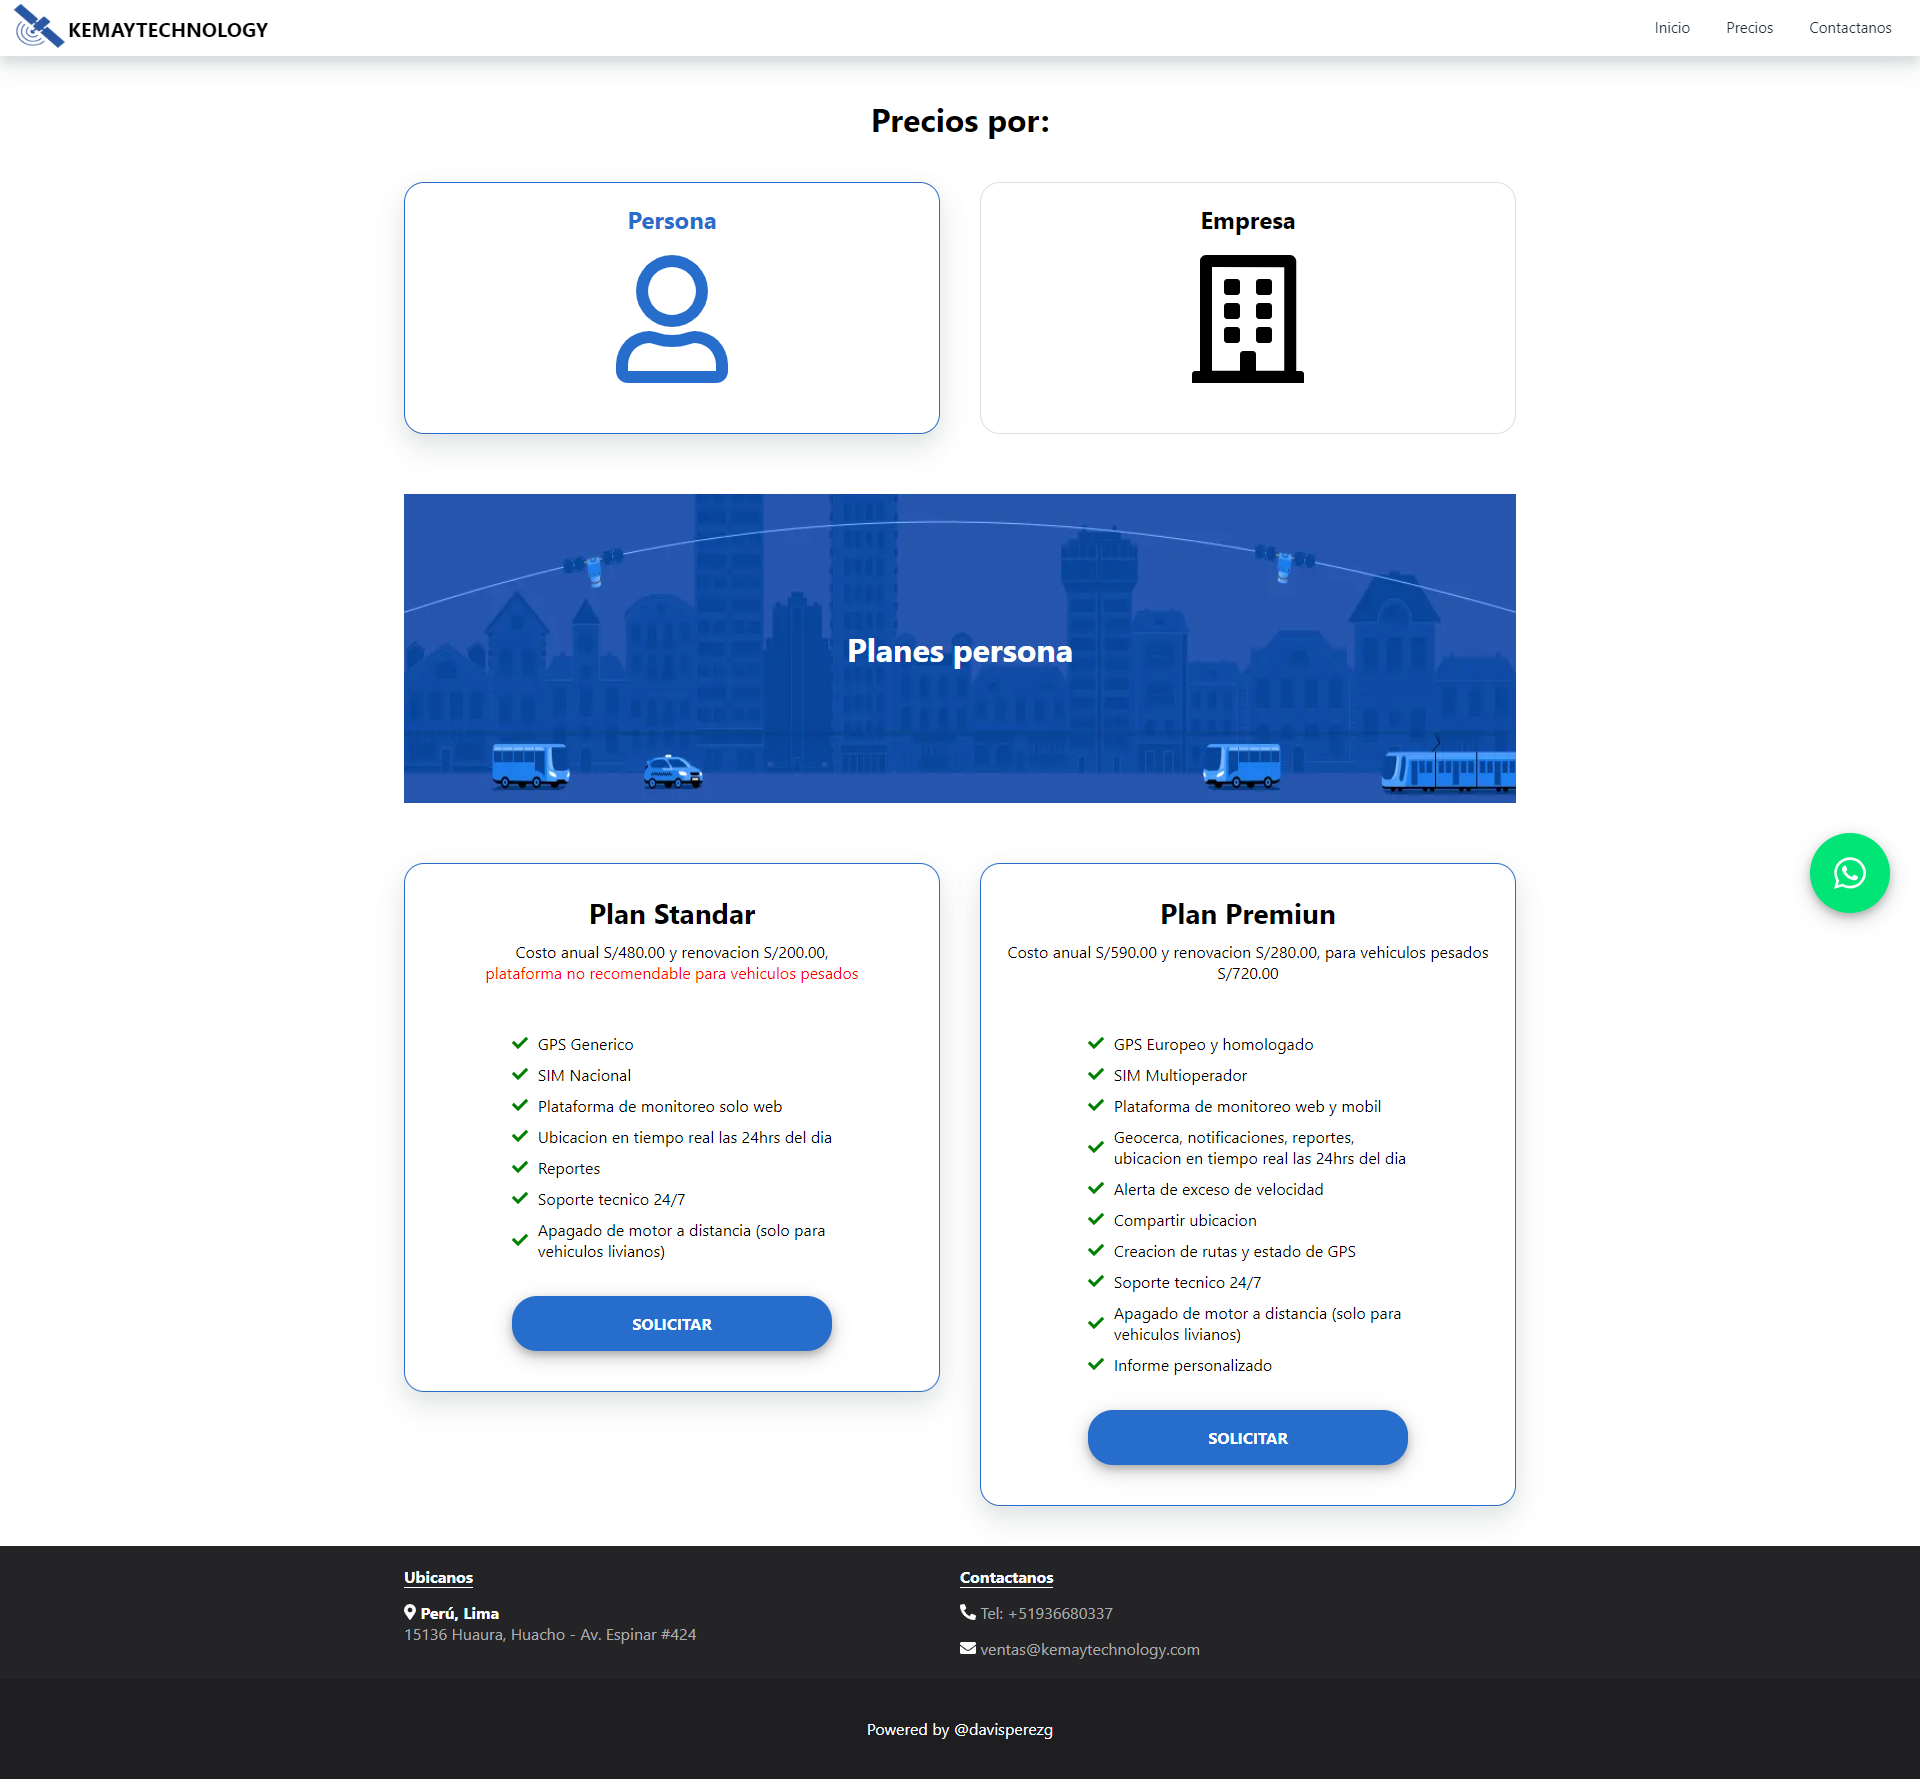 KEMAYTECHNOLOGY
Inicio
Precios
Contactanos
Precios por:
Persona
Empresa
Planes persona
Plan Standar
Costo anual S/480.00 y renovacion S/200.00,
plataforma no recomendable para vehiculos pesados
GPS Generico
SIM Nacional
Plataforma de monitoreo solo web
Ubicacion en tiempo real las 24hrs del dia
Reportes
Soporte tecnico 24/7
Apagado de motor a distancia (solo para
vehiculos livianos)
SOLICITAR
Plan Premiun
Costo anual S/590.00 y renovacion S/280.00, para vehiculos pesados
S/720.00
GPS Europeo y homologado
SIM Multioperador
Plataforma de monitoreo web y mobil
Geocerca, notificaciones, reportes,
ubicacion en tiempo real las 24hrs del dia
Alerta de exceso de velocidad
Compartir ubicacion
Creacion de rutas y estado de GPS
Soporte tecnico 24/7
Apagado de motor a distancia (solo para
vehiculos livianos)
Informe personalizado
SOLICITAR
Ubicanos
Perú, Lima
15136 Huaura, Huacho - Av. Espinar #424
Contactanos
Tel: +51936680337
ventas@kemaytechnology.com
Powered by @davisperezg